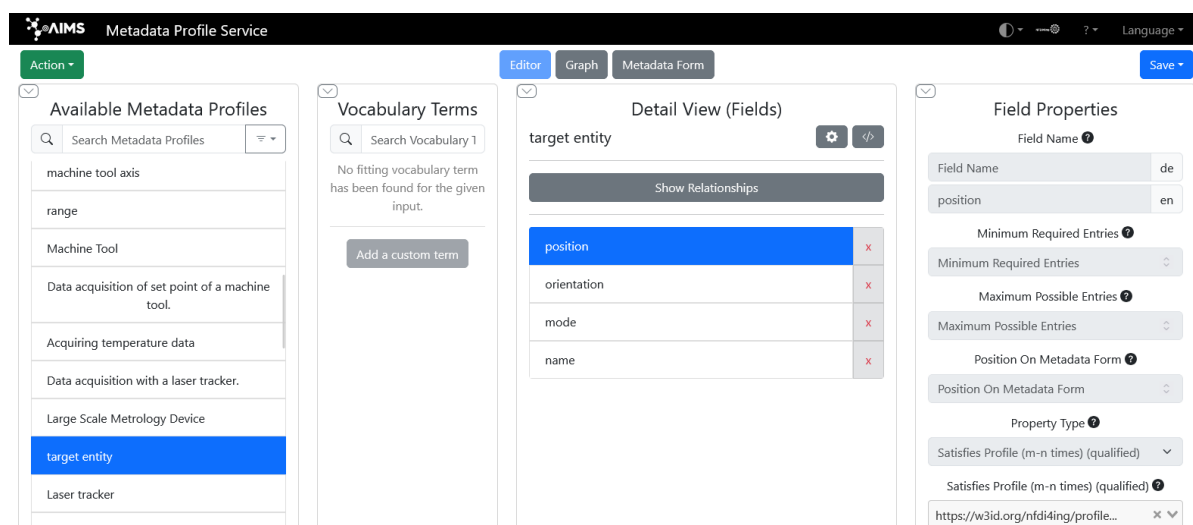 AIMS Metadata Profile Service
? Language
Action
Editor Graph Metadata Form
Save
Available Metadata Profiles
Search Metadata Profiles
machine tool axis
range
Machine Tool
Data acquisition of set point of a machine
tool.
Acquiring temperature data
Data acquisition with a laser tracker.
Large Scale Metrology Device
target entity
Laser tracker
Vocabulary Terms
Search Vocabulary T
No fitting vocabulary term
has been found for the given
input.
Add a custom term
Detail View (Fields)
target entity
</>
Show Relationships
position x
orientation x
mode x
name x
Field Properties
Field Name ?
Field Name de
position en
Minimum Required Entries ?
Minimum Required Entries
Maximum Possible Entries ?
Maximum Possible Entries
Position On Metadata Form ?
Position On Metadata Form
Property Type ?
Satisfies Profile (m-n times) (qualified)
Satisfies Profile (m-n times) (qualified) ?
https://w3id.org/nfdi4ing/profile... ×